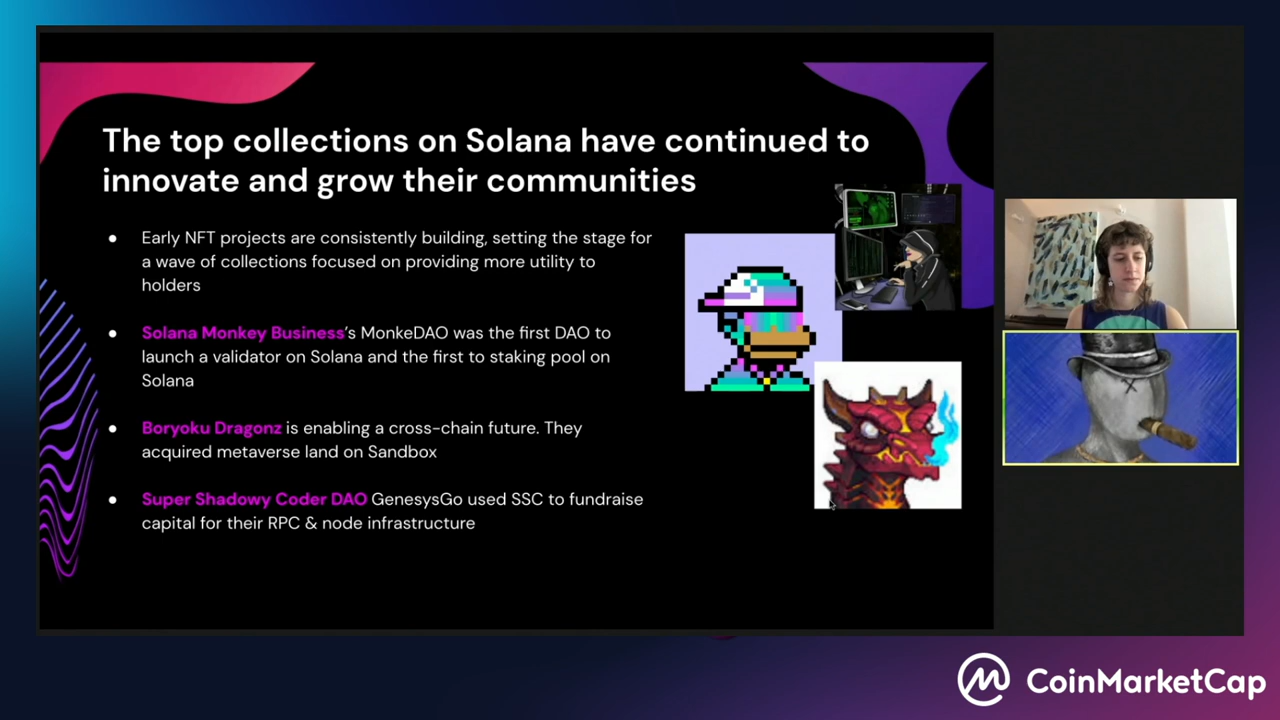 The top collections on Solana have continued to
innovate and grow their communities
● Early NFT projects are consistently building, setting the stage for
a wave of collections focused on providing more utility to
holders
● Solana Monkey Business's MonkeDAO was the first DAO to
launch a validator on Solana and the first to staking pool on
Solana
● Boryoku Dragonz is enabling a cross-chain future. They
acquired metaverse land on Sandbox
● Super Shadowy Coder DAO GenesysGo used SSC to fundraise
capital for their RPC & node infrastructure
CoinMarketCap